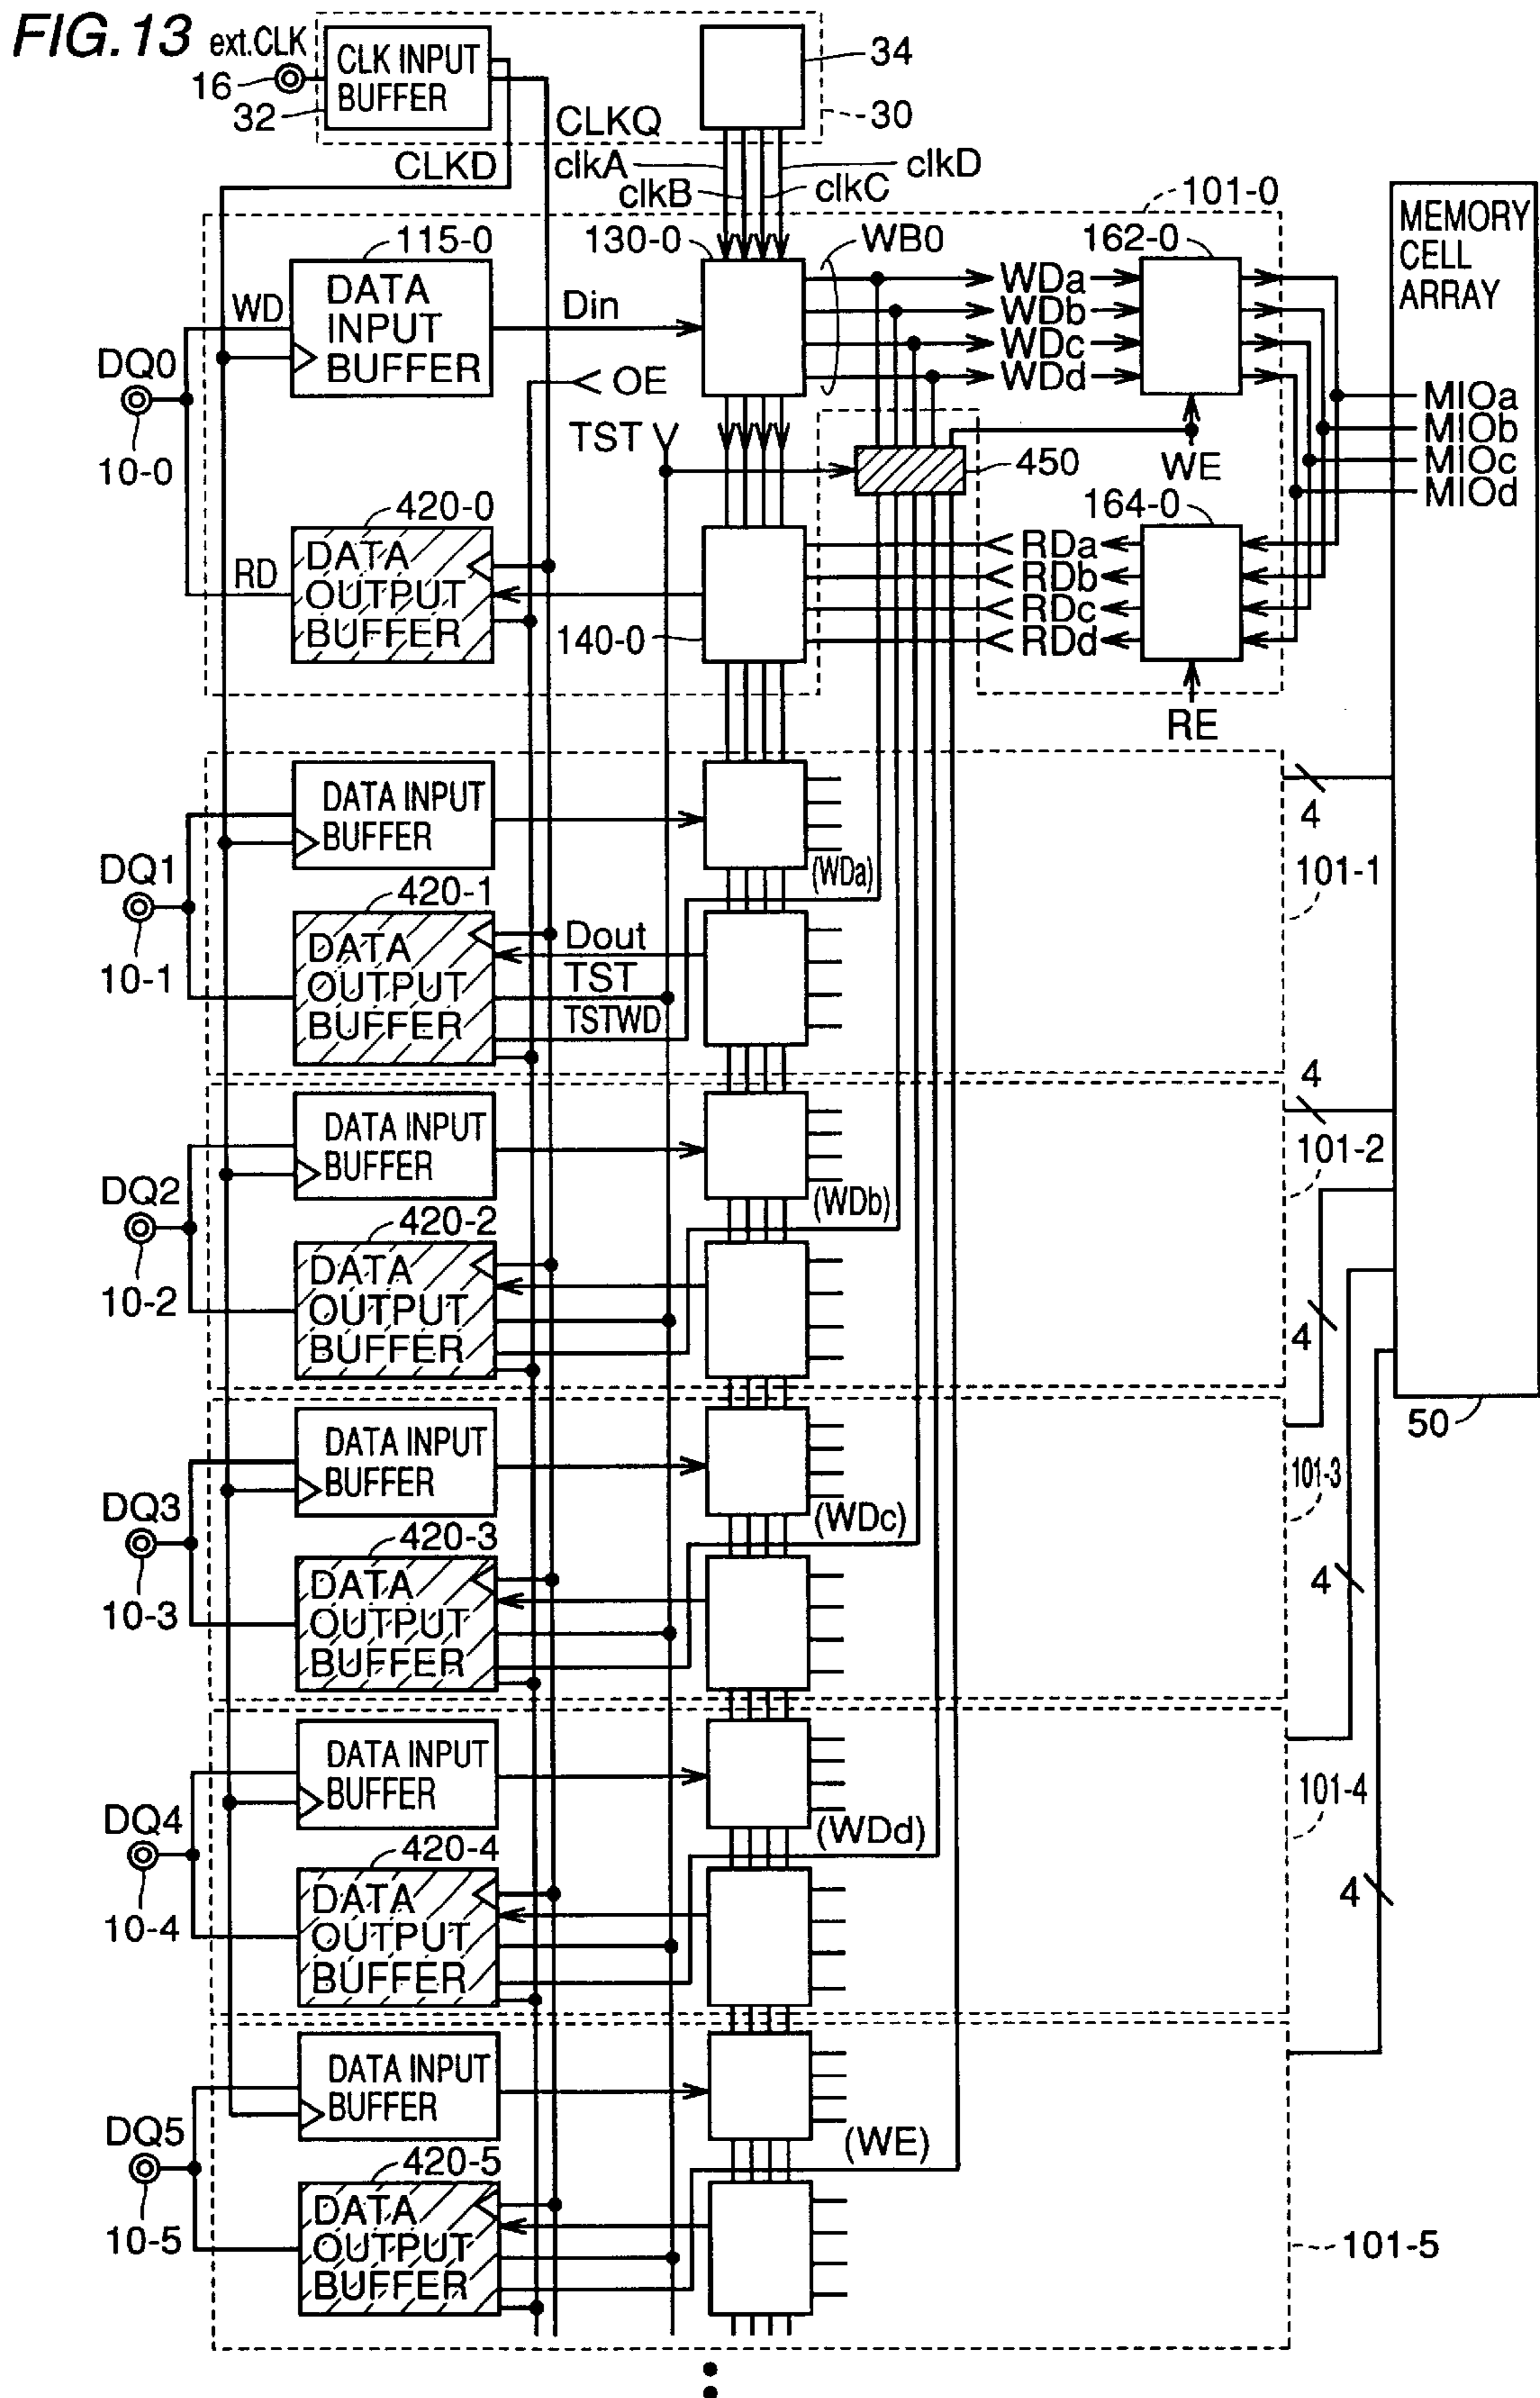 FIG.13
ext.CLK
16
CLK INPUT
BUFFER
32
34
30
CLKQ
CLKD
clkA
clkB
clkC
clkD
101-0
MEMORY
CELL
ARRAY
115-0
130-0
WB0
162-0
WD
DATA
INPUT
BUFFER
Din
WDa
WDb
WDc
WDd
DQ0
10-0
OE
TST
450
WE
MIOa
MIOb
MIOc
MIOd
420-0
164-0
RD
DATA
OUTPUT
BUFFER
140-0
RDa
RDb
RDc
RDd
RE
DATA INPUT
BUFFER
4
(WDa)
101-1
DQ1
10-1
420-1
DATA
OUTPUT
BUFFER
Dout
TST
TSTWD
4
DATA INPUT
BUFFER
101-2
(WDb)
DQ2
10-2
420-2
DATA
OUTPUT
BUFFER
4
50
DATA INPUT
BUFFER
101-3
(WDc)
DQ3
10-3
420-3
DATA
OUTPUT
BUFFER
4
DATA INPUT
BUFFER
101-4
(WDd)
DQ4
10-4
420-4
DATA
OUTPUT
BUFFER
4
DATA INPUT
BUFFER
(WE)
DQ5
10-5
420-5
DATA
OUTPUT
BUFFER
101-5